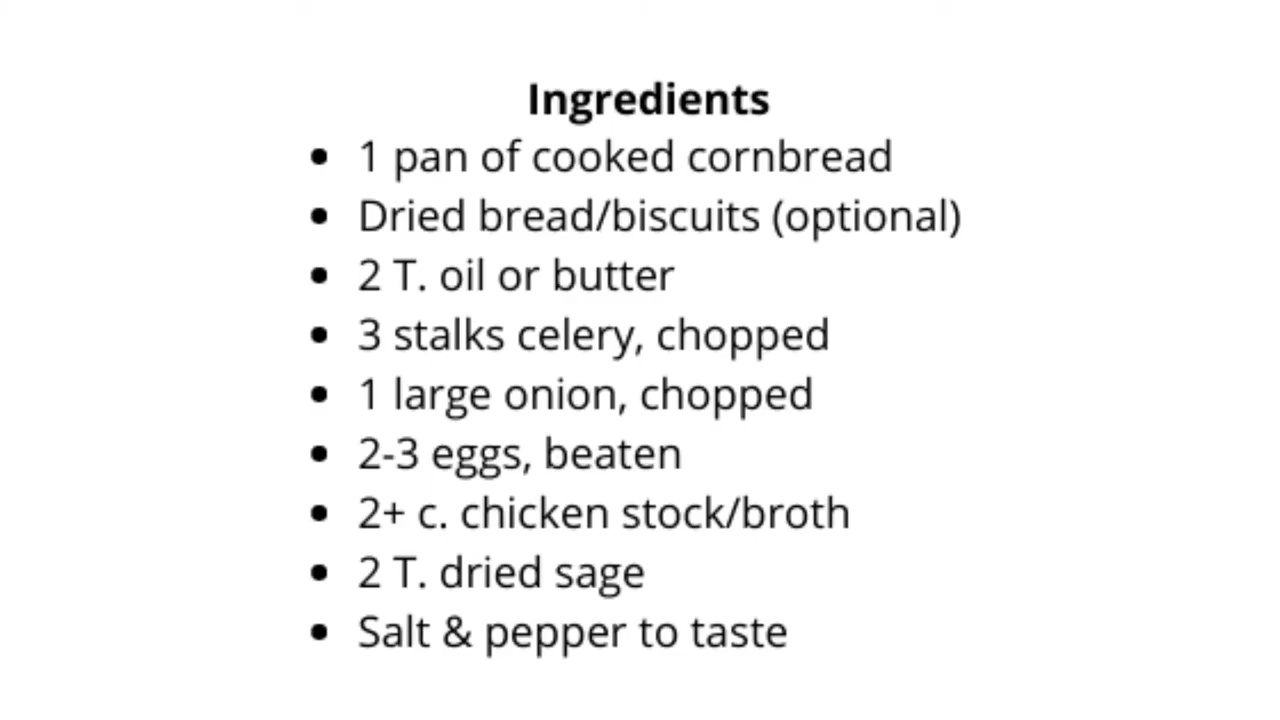 Ingredients
• 1 pan of cooked cornbread
• Dried bread/biscuits (optional)
• 2 T. oil or butter
• 3 stalks celery, chopped
• 1 large onion, chopped
• 2-3 eggs, beaten
• 2+ c. chicken stock/broth
• 2 T. dried sage
• Salt & pepper to taste